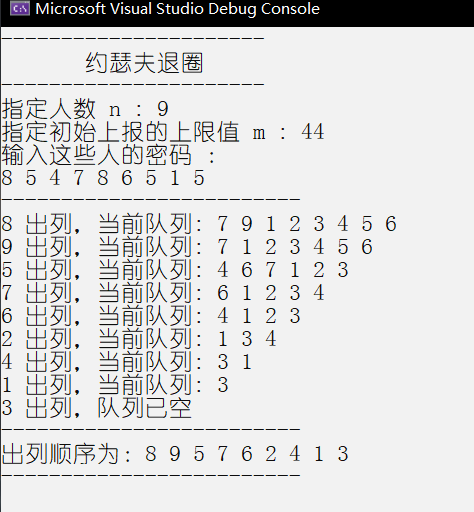 Microsoft Visual Studio Debug Console
----------------------
约瑟夫退圈
----------------------
指定人数 n : 9
指定初始上报的上限值 m : 44
输入这些人的密码 :
8 5 4 7 8 6 5 1 5
-------------------------
8 出列, 当前队列: 7 9 1 2 3 4 5 6
9 出列, 当前队列: 7 1 2 3 4 5 6
5 出列, 当前队列: 4 6 7 1 2 3
7 出列, 当前队列: 6 1 2 3 4
6 出列, 当前队列: 4 1 2 3
2 出列, 当前队列: 1 3 4
4 出列, 当前队列: 3 1
1 出列, 当前队列: 3
3 出列, 队列已空
-------------------------
出列顺序为: 8 9 5 7 6 2 4 1 3
-------------------------